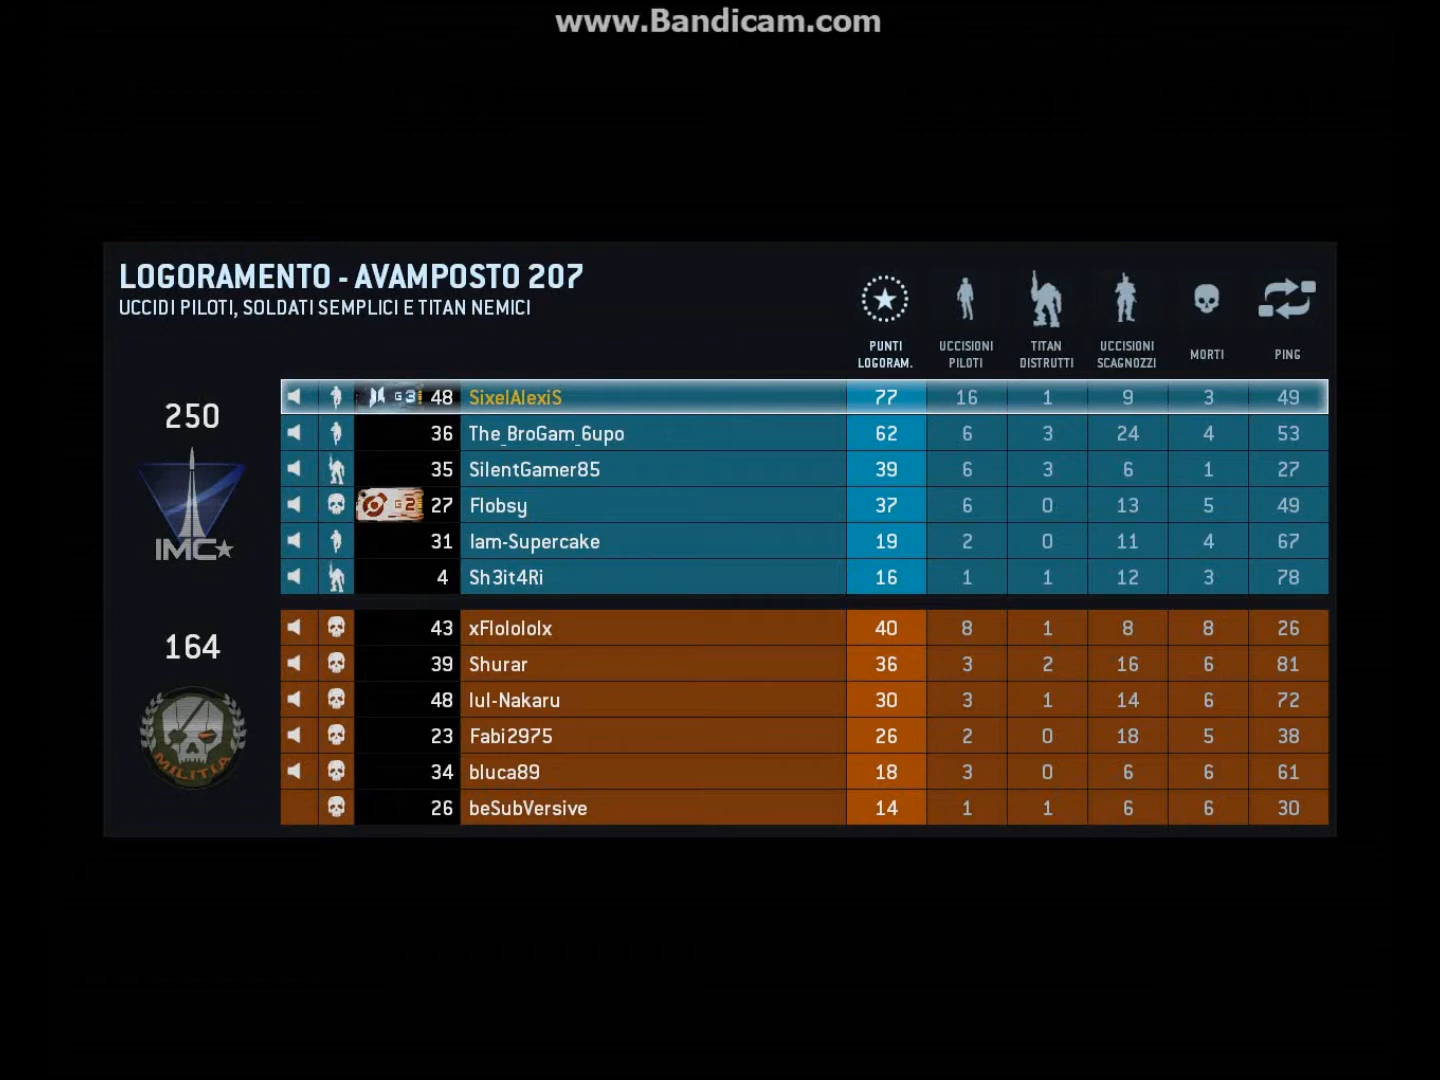 www.Bandicam.com
LOGORAMENTO - AVAMPOSTO 207
UCCIDI PILOTI, SOLDATI SEMPLICI E TITAN NEMICI
PUNTI LOGORAM. UCCISIONI PILOTI TITAN DISTRUTTI UCCISIONI SCAGNOZZI MORTI PING
250
IMC
G3 48 SixelAlexiS 77 16 1 9 3 49
36 The_BroGam_6upo 62 6 3 24 4 53
35 SilentGamer85 39 6 3 6 1 27
G2 27 Flobsy 37 6 0 13 5 49
31 Iam-Supercake 19 2 0 11 4 67
4 Sh3it4Ri 16 1 1 12 3 78
164
MILITIA
43 xFlolololx 40 8 1 8 8 26
39 Shurar 36 3 2 16 6 81
48 lul-Nakaru 30 3 1 14 6 72
23 Fabi2975 26 2 0 18 5 38
34 bluca89 18 3 0 6 6 61
26 beSubVersive 14 1 1 6 6 30